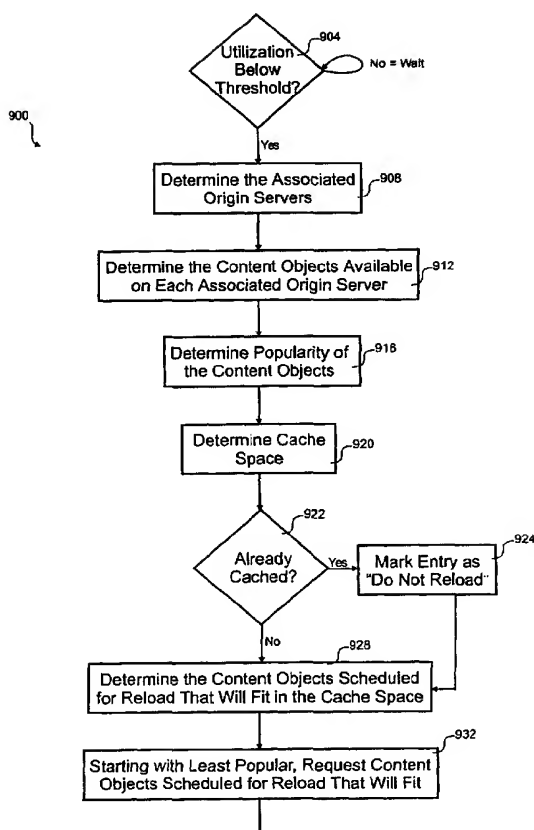 904
Utilization
Below
Threshold?
No = Wait
900
Yes
Determine the Associated
Origin Servers
908
Determine the Content Objects Available
on Each Associated Origin Server
912
Determine Popularity of
the Content Objects
916
Determine Cache
Space
920
922
Already
Cached?
Yes
924
Mark Entry as
"Do Not Reload"
No
928
Determine the Content Objects Scheduled
for Reload That Will Fit in the Cache Space
932
Starting with Least Popular, Request Content
Objects Scheduled for Reload That Will Fit